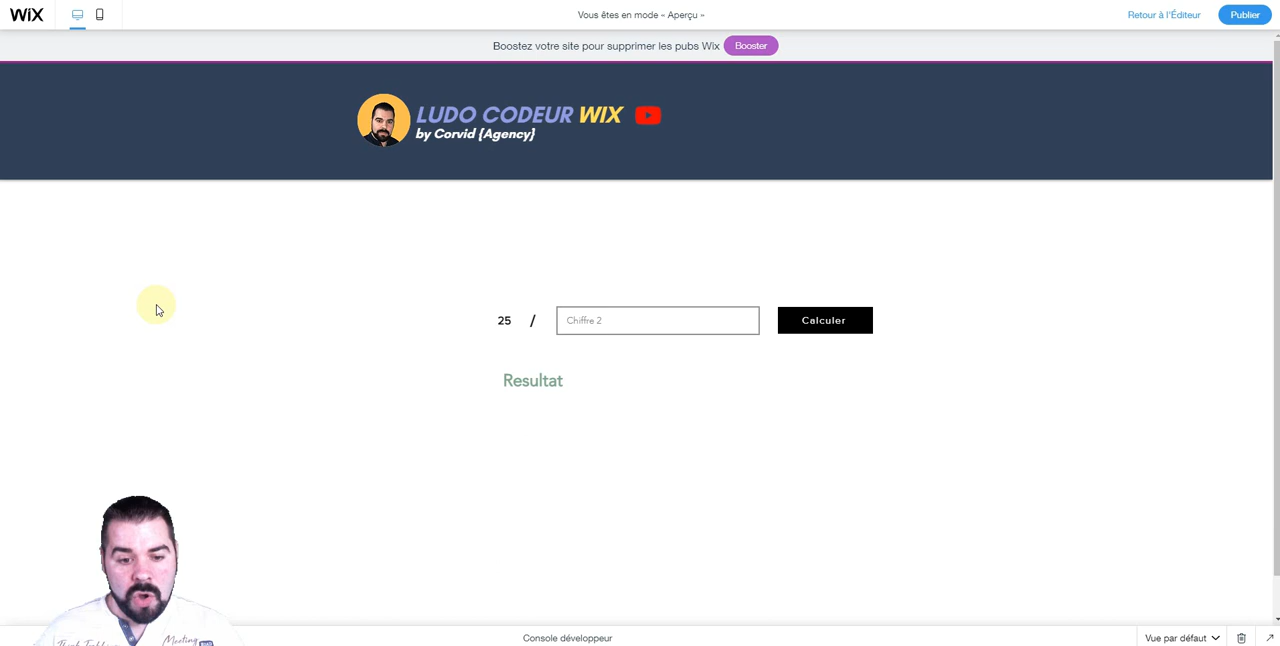 WiX
Vous êtes en mode « Aperçu »
Retour à l'Éditeur
Publier
Boostez votre site pour supprimer les pubs Wix
Booster
LUDO CODEUR WIX
by Corvid {Agency}
25 /
Chiffre 2
Calculer
Resultat
Meeting
Console développeur
Vue par défaut